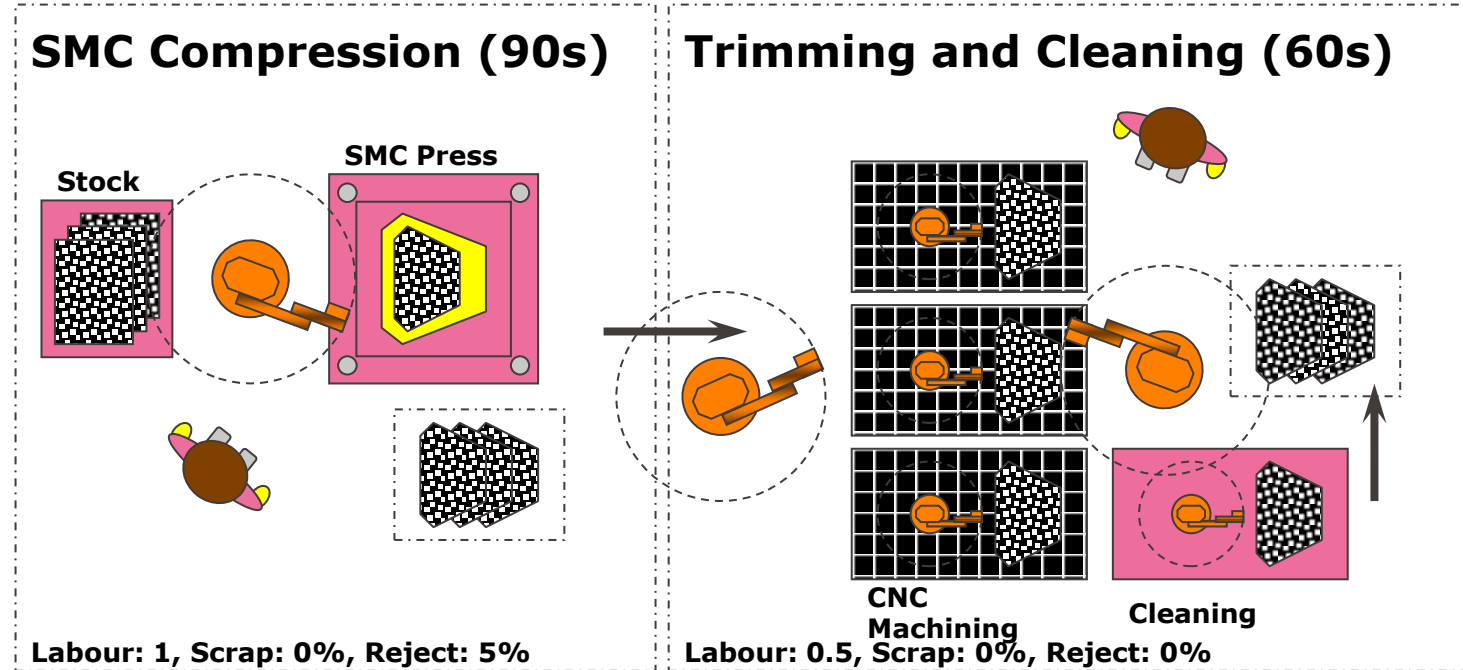 SMC Compression (90s)
Trimming and Cleaning (60s)
SMC Press
Stock
CNC
Machining
Cleaning
Labour: 1, Scrap: 0%, Reject: 5%
Labour: 0.5, Scrap: 0%, Reject: 0%